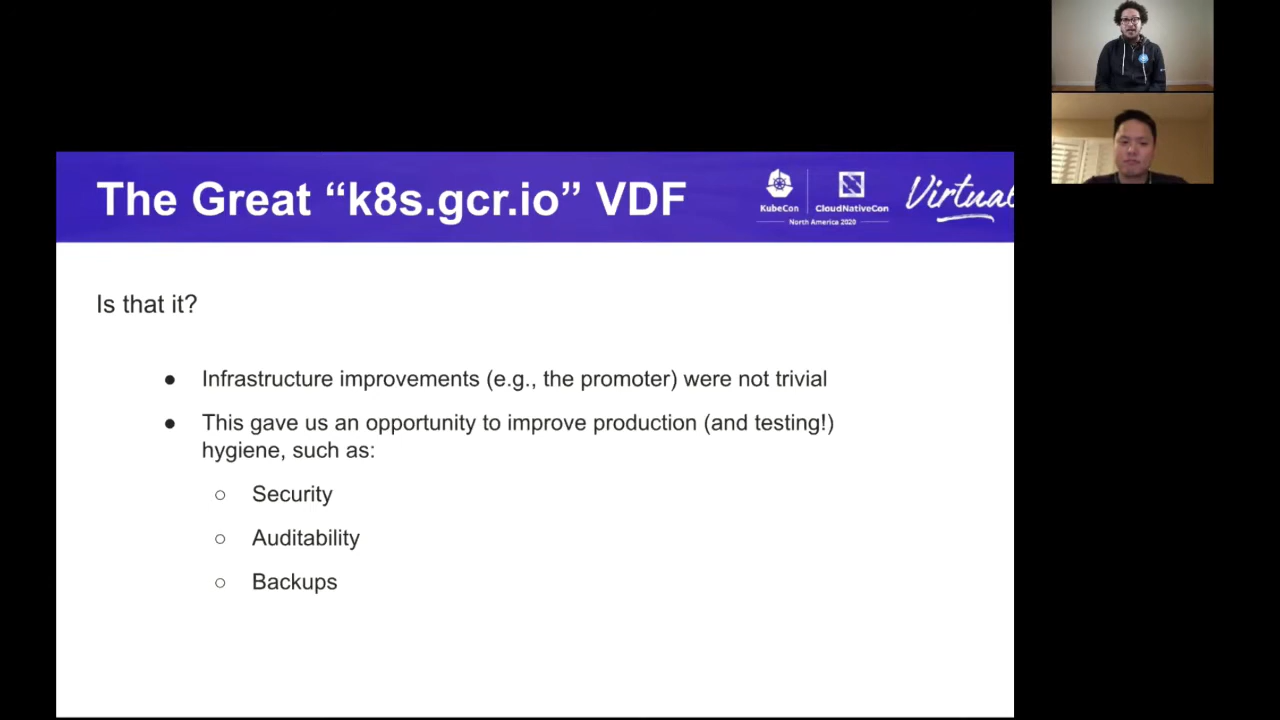 The Great “k8s.gcr.io” VDF
KubeCon
CloudNativeCon
North America 2020
Virtual
Is that it?
● Infrastructure improvements (e.g., the promoter) were not trivial
● This gave us an opportunity to improve production (and testing!)
hygiene, such as:
○ Security
○ Auditability
○ Backups